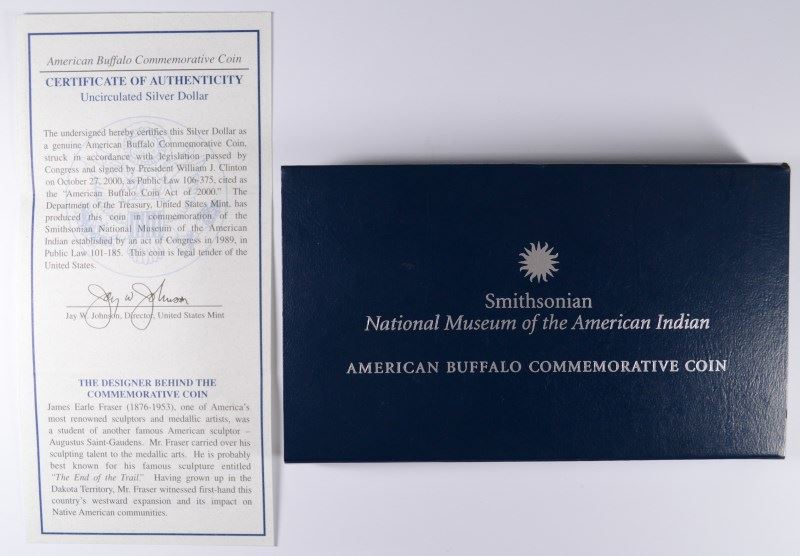 American Buffalo Commemorative Coin
CERTIFICATE OF AUTHENTICITY
Uncirculated Silver Dollar
The undersigned hereby certifies this Silver Dollar as
a genuine American Buffalo Commemorative Coin,
struck in accordance with legislation passed by
Congress and signed by President William J. Clinton
on October 27, 2000, as Public Law 106-375, cited as
the “American Buffalo Coin Act of 2000.” The
Department of the Treasury, United States Mint, has
produced this coin in commemoration of the
Smithsonian National Museum of the American
Indian established by an act of Congress in 1989, in
Public Law 101-185. This coin is legal tender of the
United States.
Jay W Johnson
Jay W. Johnson, Director, United States Mint
THE DESIGNER BEHIND THE
COMMEMORATIVE COIN
James Earle Fraser (1876-1953), one of America's
most renowned sculptors and medallic artists, was
a student of another famous American sculptor –
Augustus Saint-Gaudens. Mr. Fraser carried over his
sculpting talent to the medallic arts. He is probably
best known for his famous sculpture entitled
"The End of the Trail." Having grown up in the
Dakota Territory, Mr. Fraser witnessed first-hand this
country's westward expansion and its impact on
Native American communities.
Smithsonian
National Museum of the American Indian
AMERICAN BUFFALO COMMEMORATIVE COIN